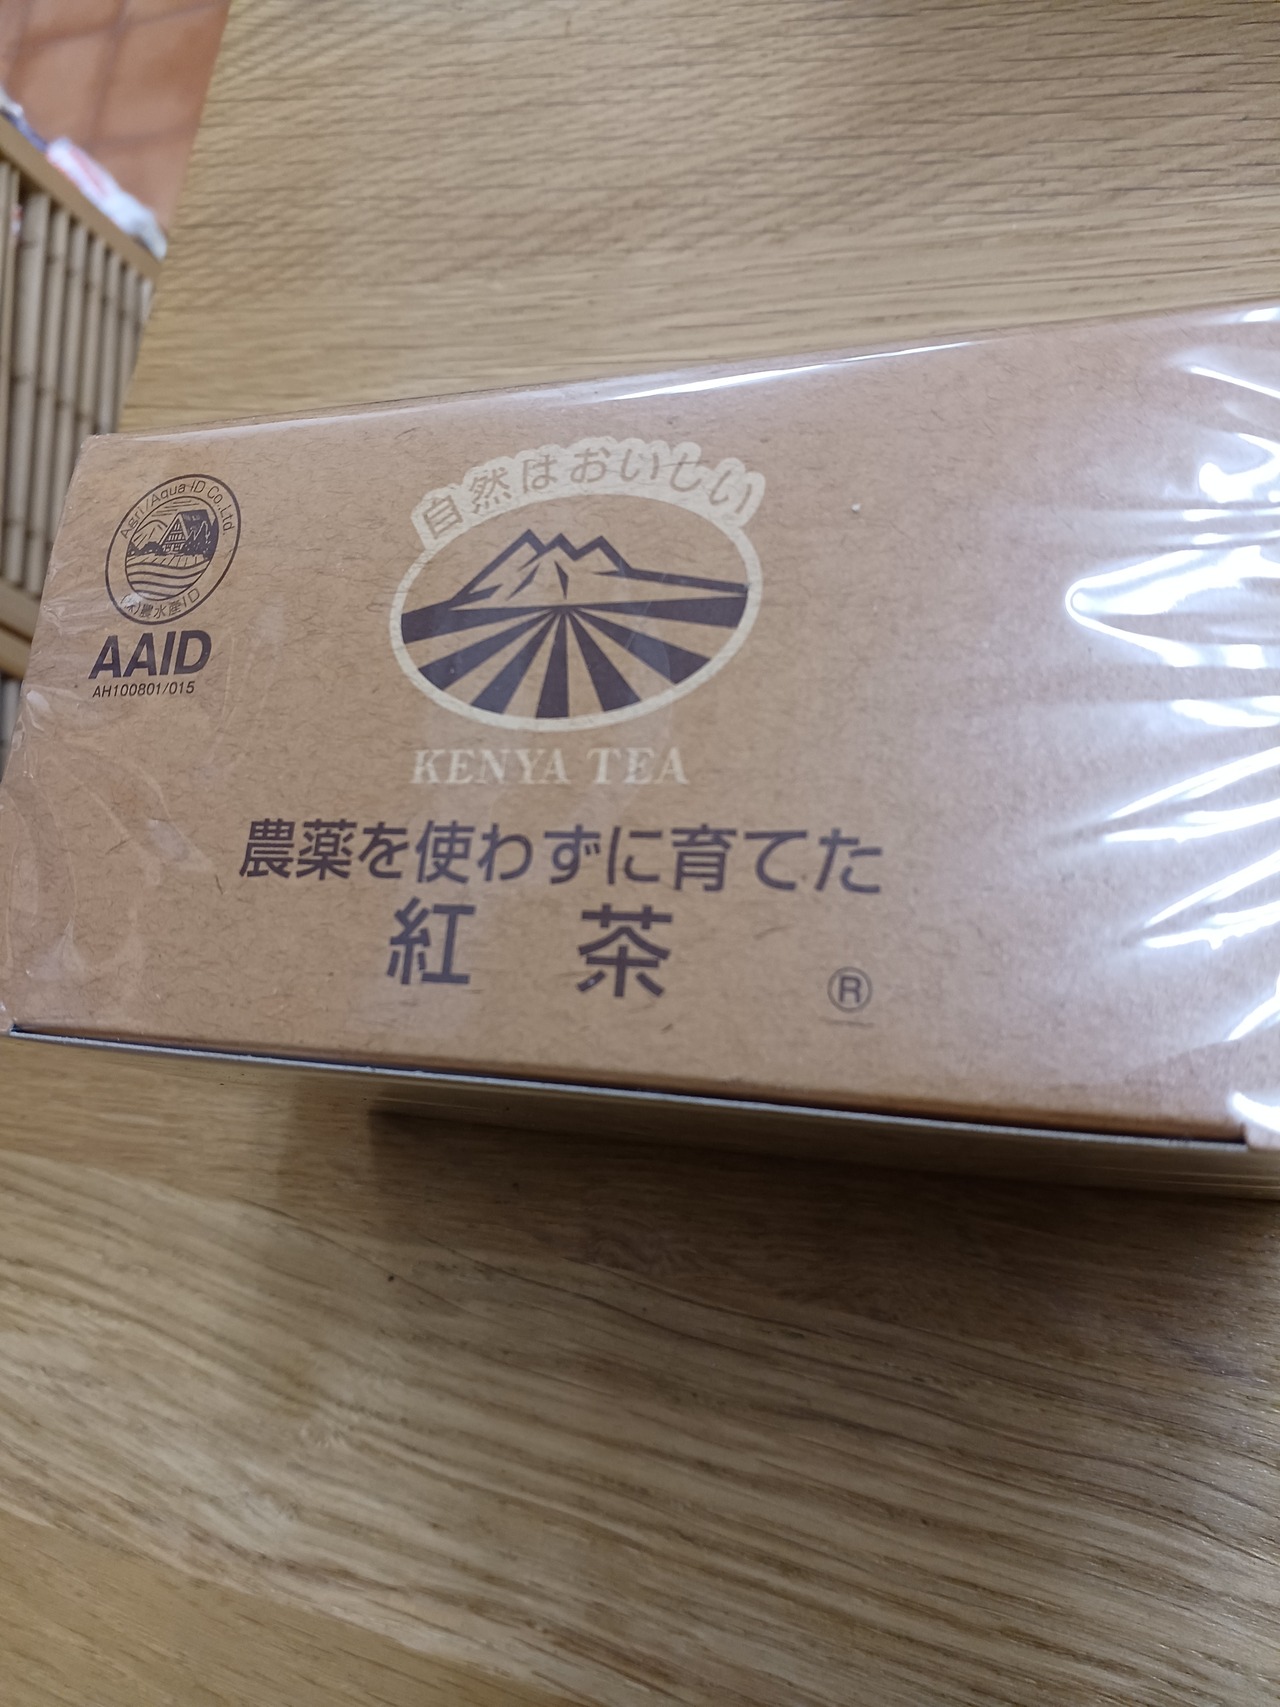 Agri/Aqua ID Co.,Ltd
(株)農水産ID
AAID
AH100801/015
自然はおいしい
KENYA TEA
農薬を使わずに育てた
紅 茶
®